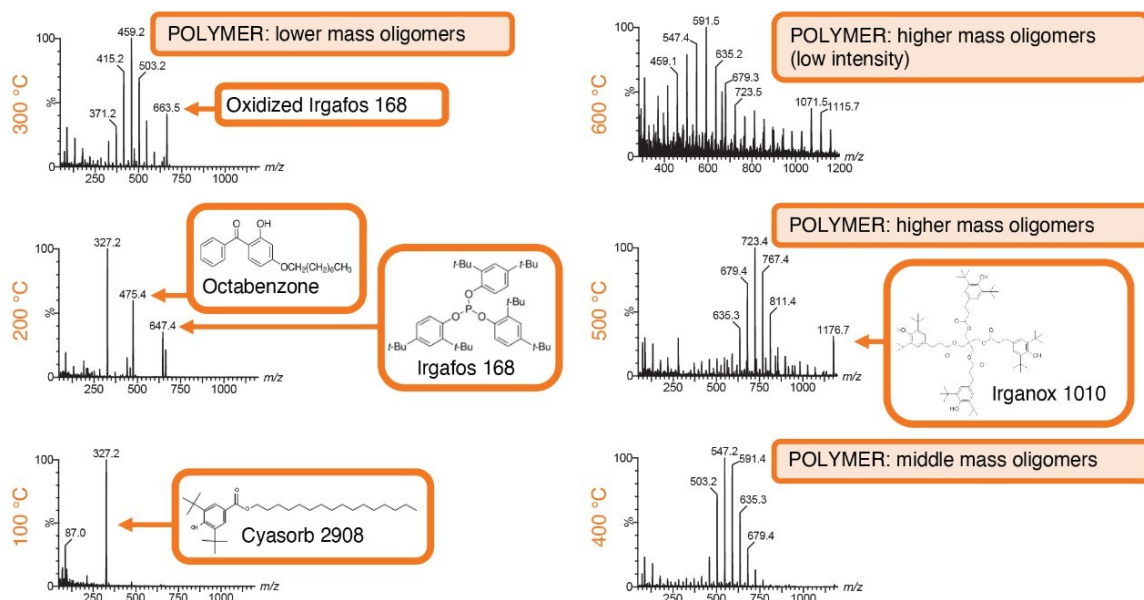 300 °C
100
%
0
459.2
415.2
503.2
371.2
663.5
250 500 750 1000
m/z
POLYMER: lower mass oligomers
Oxidized Irgafos 168
600 °C
100
%
0
591.5
547.4
635.2
459.1
679.3
723.5
1071.5
1115.7
400 600 800 1000 1200
m/z
POLYMER: higher mass oligomers
(low intensity)
200 °C
100
%
0
327.2
475.4
647.4
250 500 750 1000
m/z
O OH
OCH2(CH2)6CH3
Octabenzone
t-Bu t-Bu
O t-Bu
O P O
t-Bu t-Bu t-Bu
Irgafos 168
500 °C
100
%
0
723.4
767.4
679.4
811.4
635.3
1176.7
250 500 750 1000
m/z
POLYMER: higher mass oligomers
Irganox 1010
100 °C
100
%
0
327.2
87.0
250 500 750 1000
m/z
O
O
OH
Cyasorb 2908
400 °C
100
%
0
547.2
591.4
503.2
635.3
679.4
250 500 750 1000
m/z
POLYMER: middle mass oligomers